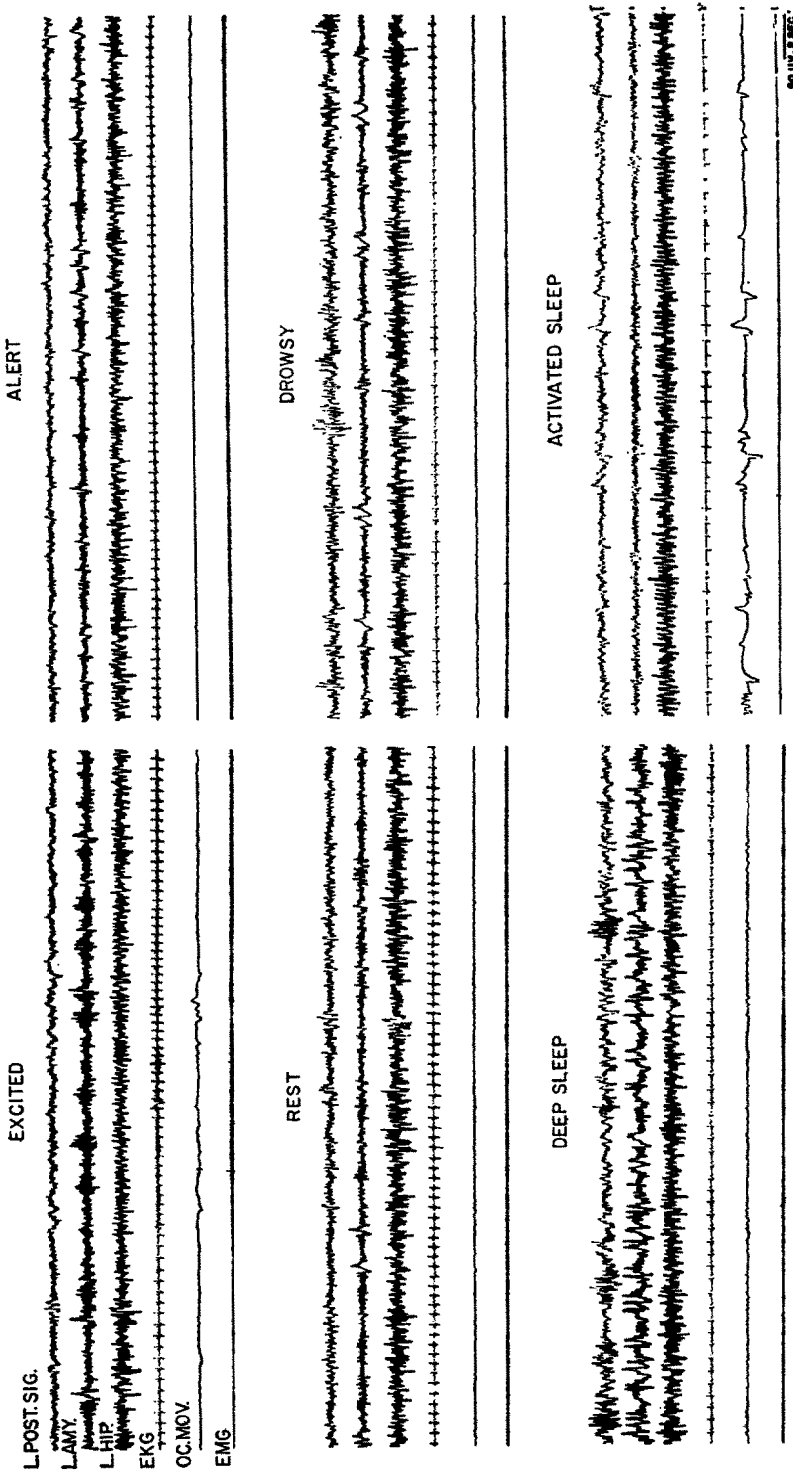 EXCITED
ALERT
L.POST. SIG.
L.AMY.
L.HIP.
EKG
OC.MOV.
EMG
REST
DROWSY
DEEP SLEEP
ACTIVATED SLEEP